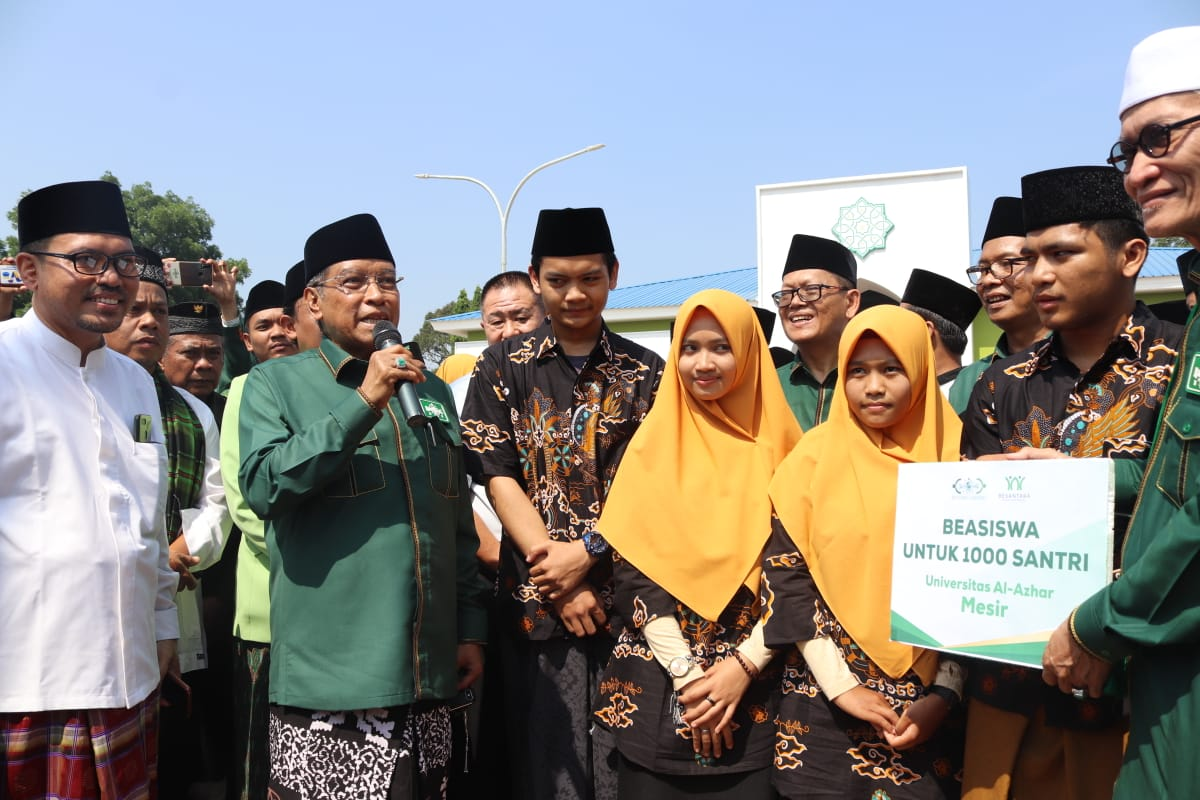 BEASISWA
UNTUK 1000 SANTRI
Universitas Al-Azhar
Mesir